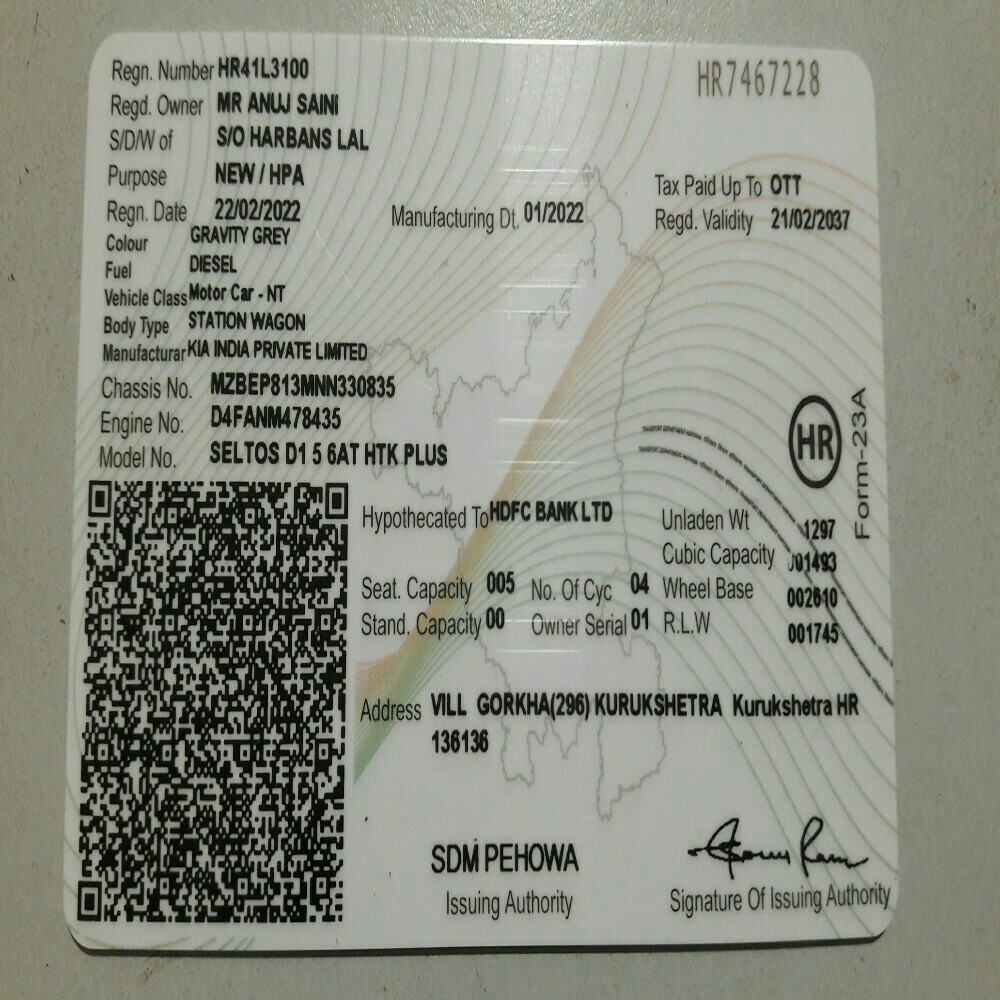 Regn. Number HR41L3100
HR7467228
Regd. Owner MR ANUJ SAINI
S/D/W of S/O HARBANS LAL
Purpose NEW / HPA
Tax Paid Up To OTT
Regn. Date 22/02/2022 Manufacturing Dt. 01/2022 Regd. Validity 21/02/2037
Colour GRAVITY GREY
Fuel DIESEL
Vehicle Class Motor Car - NT
Body Type STATION WAGON
Manufacturar KIA INDIA PRIVATE LIMITED
Chassis No. MZBEP813MNN330835
Engine No. D4FANM478435
Model No. SELTOS D1 5 6AT HTK PLUS
HR
Form-23A
Hypothecated To HDFC BANK LTD Unladen Wt 1297
Cubic Capacity 001493
Seat. Capacity 005 No. Of Cyc 04 Wheel Base 002610
Stand. Capacity 00 Owner Serial 01 R.L.W 001745
Address VILL GORKHA(296) KURUKSHETRA Kurukshetra HR
136136
SDM PEHOWA
Issuing Authority
Signature Of Issuing Authority